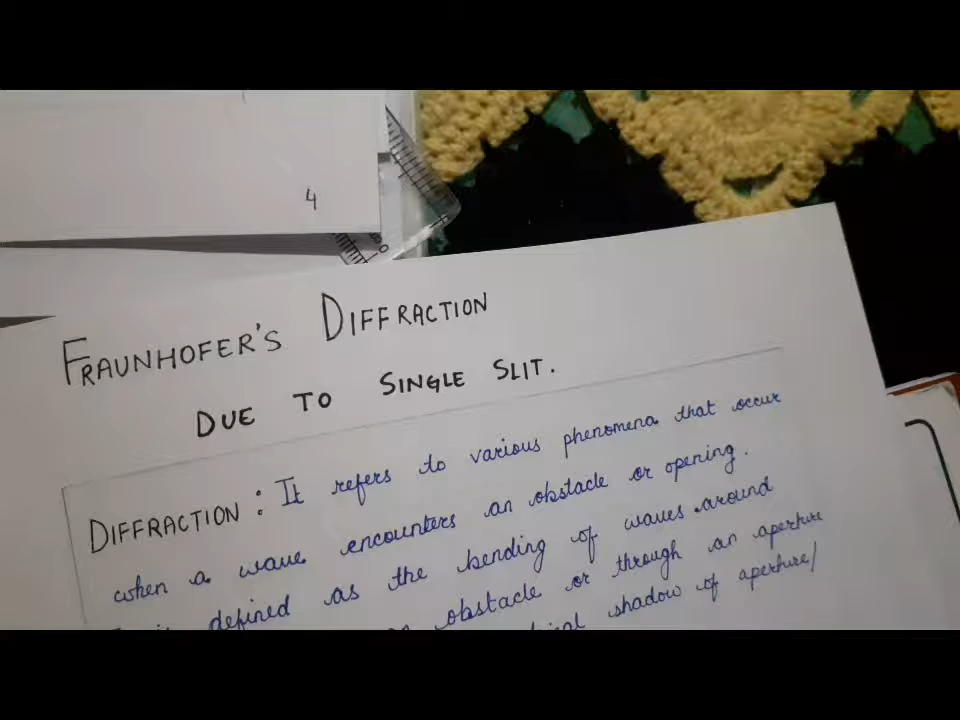 4
FRAUNHOFER'S DIFFRACTION
DUE TO SINGLE SLIT.
DIFFRACTION : It refers to various phenomena that occur
when a wave encounters an obstacle or opening.
defined as the bending of waves around
obstacle or through an aperture
shadow of aperture/